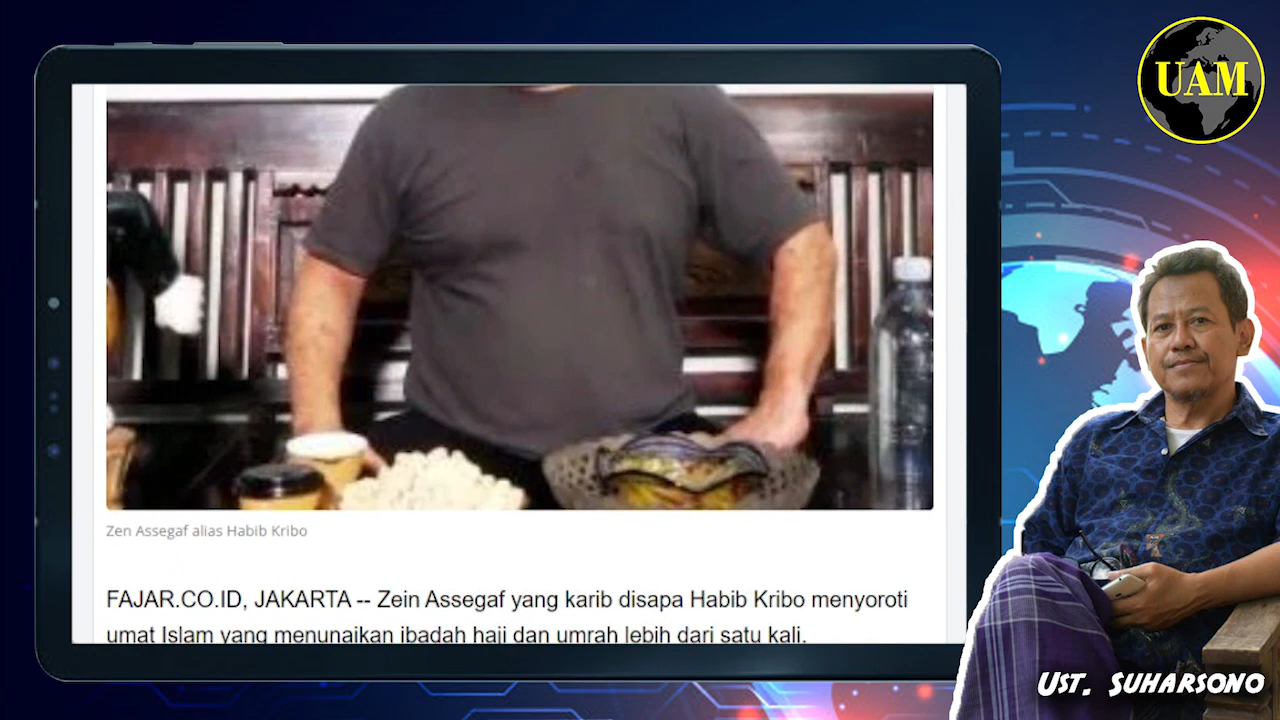 UAM
Zen Assegaf alias Habib Kribo
FAJAR.CO.ID, JAKARTA -- Zein Assegaf yang karib disapa Habib Kribo menyoroti
umat Islam yang menunaikan ibadah haji dan umrah lebih dari satu kali.
UST. SUHARSONO